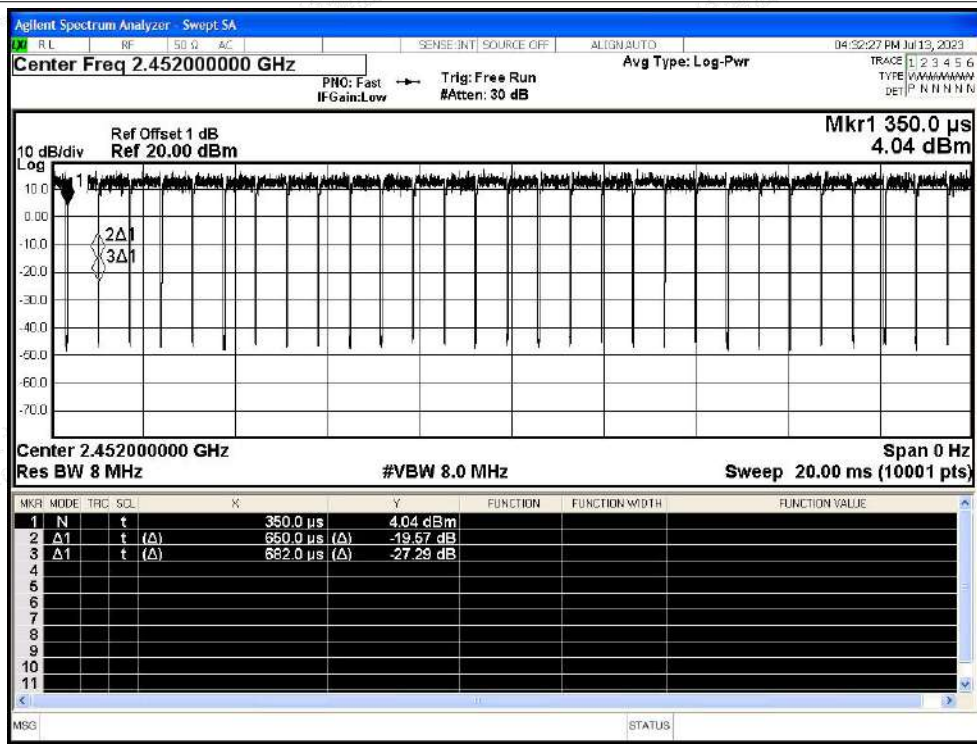 Agilent Spectrum Analyzer - Swept SA
LXI RL RF 50 Ω AC SENSE:INT SOURCE OFF ALIGN AUTO 04:32:27 PM Jul 13, 2023
Center Freq 2.452000000 GHz
PNO: Fast
IFGain:Low
Trig: Free Run
#Atten: 30 dB
Avg Type: Log-Pwr
TRACE 1 2 3 4 5 6
TYPE
DET P N N N N N
Mkr1 350.0 µs
4.04 dBm
Ref Offset 1 dB
10 dB/div Ref 20.00 dBm
Log
10.0
0.00
-10.0
-20.0
-30.0
-40.0
-50.0
-60.0
-70.0
1
2Δ1
3Δ1
Center 2.452000000 GHz Span 0 Hz
Res BW 8 MHz #VBW 8.0 MHz Sweep 20.00 ms (10001 pts)
MKR MODE TRC SCL X Y FUNCTION FUNCTION WIDTH FUNCTION VALUE
1 N t 350.0 µs 4.04 dBm
2 Δ1 t (Δ) 650.0 µs (Δ) -19.57 dB
3 Δ1 t (Δ) 682.0 µs (Δ) -27.29 dB
4
5
6
7
8
9
10
11
MSG STATUS